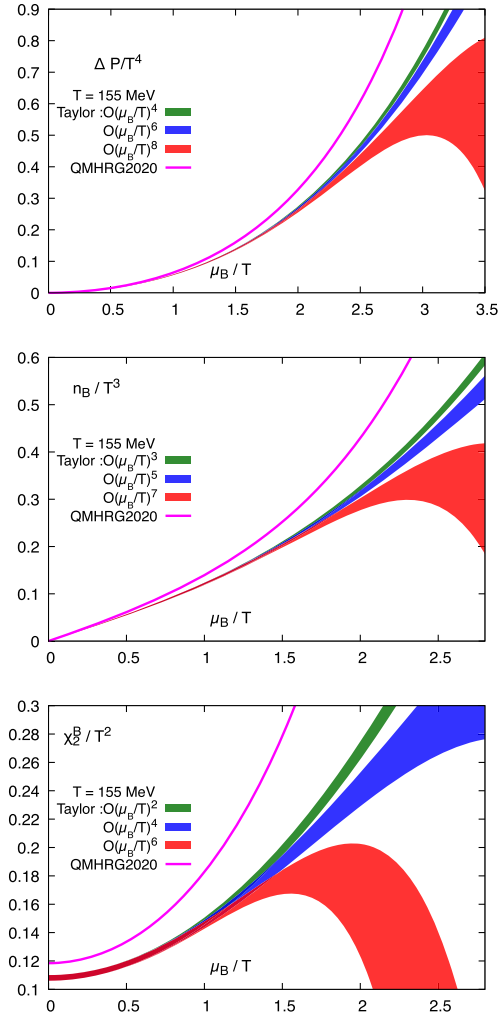 0.9
0.8
Δ P/T⁴
0.7
T = 155 MeV
0.6
Taylor :O(μ_B/T)⁴
O(μ_B/T)⁶
0.5
O(μ_B/T)⁸
0.4
QMHRG2020
0.3
0.2
0.1
μ_B / T
0
0 0.5 1 1.5 2 2.5 3 3.5
0.6
n_B / T³
0.5
T = 155 MeV
0.4
Taylor :O(μ_B/T)³
O(μ_B/T)⁵
0.3
O(μ_B/T)⁷
QMHRG2020
0.2
0.1
μ_B / T
0
0 0.5 1 1.5 2 2.5
0.3
χ₂^B / T²
0.28
0.26
0.24
T = 155 MeV
0.22
Taylor :O(μ_B/T)²
0.2
O(μ_B/T)⁴
O(μ_B/T)⁶
0.18
QMHRG2020
0.16
0.14
0.12
μ_B / T
0.1
0 0.5 1 1.5 2 2.5